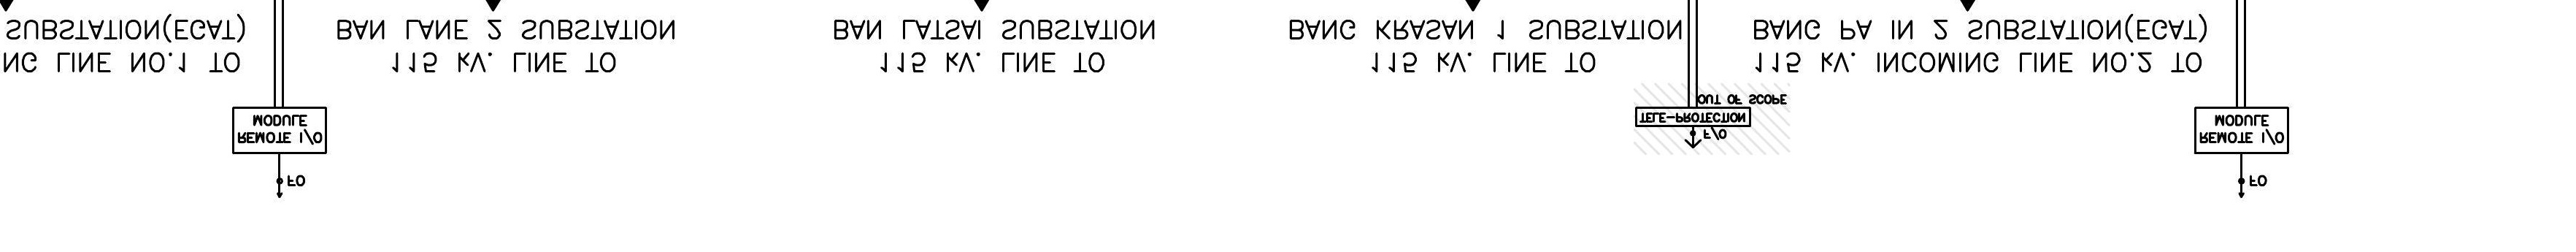 FO
REMOTE I/O
MODULE
NG LINE NO.1 TO
SUBSTATION(EGAT)
115 kV. LINE TO
BAN LANE 2 SUBSTATION
115 kV. LINE TO
BAN LATSAI SUBSTATION
115 kV. LINE TO
BANG KRASAN 1 SUBSTATION
F/O
TELE-PROTECTION
OUT OF SCOPE
115 kV. INCOMING LINE NO.2 TO
BANG PA IN 2 SUBSTATION(EGAT)
FO
REMOTE I/O
MODULE